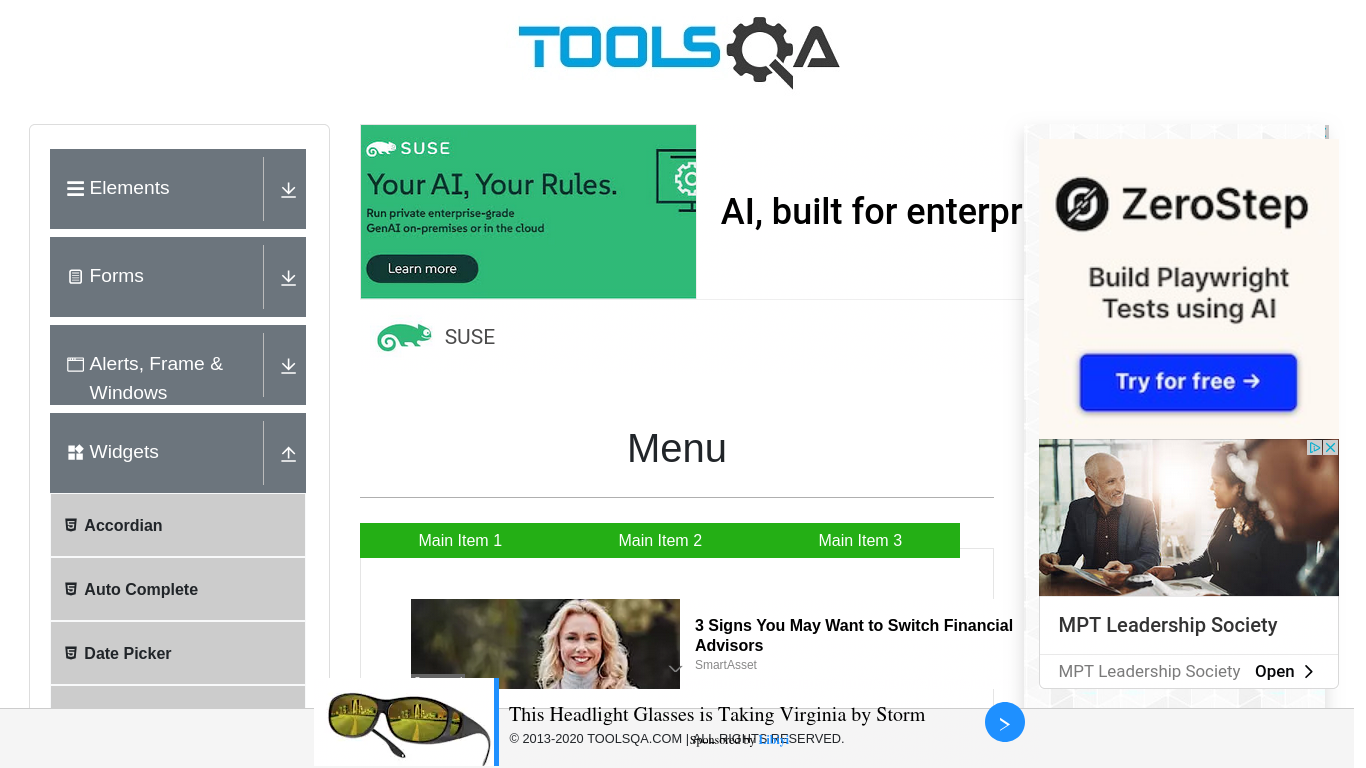 TOOLSQA
Elements
Forms
Alerts, Frame &
Windows
Widgets
Accordian
Auto Complete
Date Picker
SUSE
Your AI, Your Rules.
Run private enterprise-grade
GenAI on-premises or in the cloud
Learn more
AI, built for enterpr
SUSE
Menu
Main Item 1
Main Item 2
Main Item 3
3 Signs You May Want to Switch Financial
Advisors
SmartAsset
ZeroStep
Build Playwright
Tests using AI
Try for free →
MPT Leadership Society
MPT Leadership Society
Open
This Headlight Glasses is Taking Virginia by Storm
© 2013-2020 TOOLSQA.COM | ALL RIGHTS RESERVED.
Sponsored by